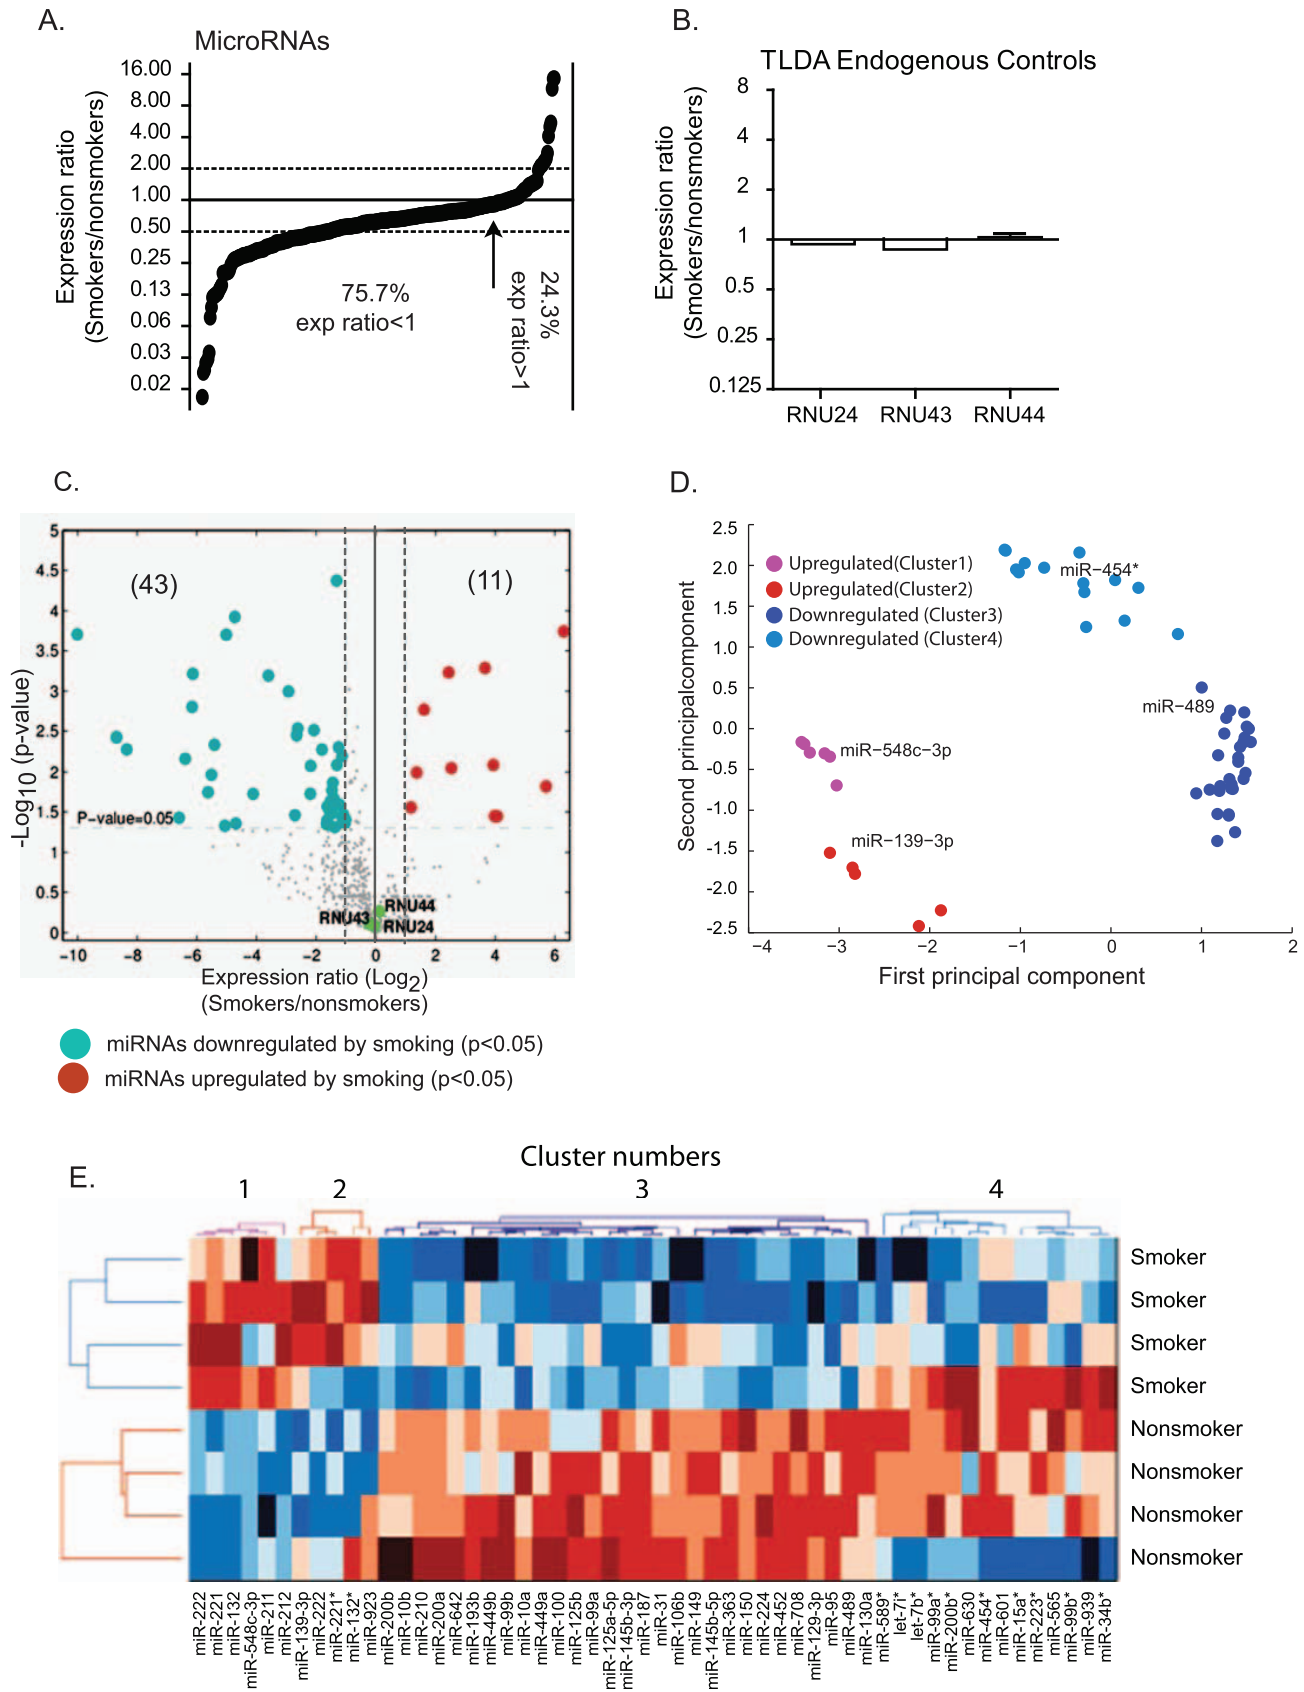 A.
MicroRNAs
Expression ratio
(Smokers/nonsmokers)
16.00
8.00
4.00
2.00
1.00
0.50
0.25
0.13
0.06
0.03
0.02
75.7%
exp ratio<1
24.3%
exp ratio>1
B.
TLDA Endogenous Controls
Expression ratio
(Smokers/nonsmokers)
8
4
2
1
0.5
0.25
0.125
RNU24 RNU43 RNU44
C.
-Log10 (p-value)
5
4.5
4
3.5
3
2.5
2
1.5
1
0.5
0
(43)
(11)
P-value=0.05
RNU43
RNU44
RNU24
-10 -8 -6 -4 -2 0 2 4 6
Expression ratio (Log2)
(Smokers/nonsmokers)
miRNAs downregulated by smoking (p<0.05)
miRNAs upregulated by smoking (p<0.05)
D.
Second principalcomponent
2.5
2.0
1.5
1.0
0.5
0.0
-0.5
-1.0
-1.5
-2.0
-2.5
Upregulated(Cluster1)
Upregulated(Cluster2)
Downregulated (Cluster3)
Downregulated (Cluster4)
miR-454*
miR-489
miR-548c-3p
miR-139-3p
-4 -3 -2 -1 0 1 2
First principal component
E.
Cluster numbers
1 2 3 4
Smoker
Smoker
Smoker
Smoker
Nonsmoker
Nonsmoker
Nonsmoker
Nonsmoker
miR-222
miR-221
miR-132
miR-548c-3p
miR-211
miR-212
miR-139-3p
miR-222
miR-221*
miR-132*
miR-923
miR-200b
miR-10b
miR-210
miR-200a
miR-642
miR-193b
miR-449b
miR-99b
miR-10a
miR-449a
miR-100
miR-125b
miR-99a
miR-125a-5p
miR-145b-3p
miR-187
miR-31
miR-106b
miR-149
miR-145b-5p
miR-363
miR-150
miR-224
miR-452
miR-708
miR-129-3p
miR-95
miR-489
miR-130a
miR-589*
let-7i*
let-7b*
miR-99a*
miR-200b*
miR-630
miR-454*
miR-601
miR-15a*
miR-223*
miR-565
miR-99b*
miR-939
miR-34b*